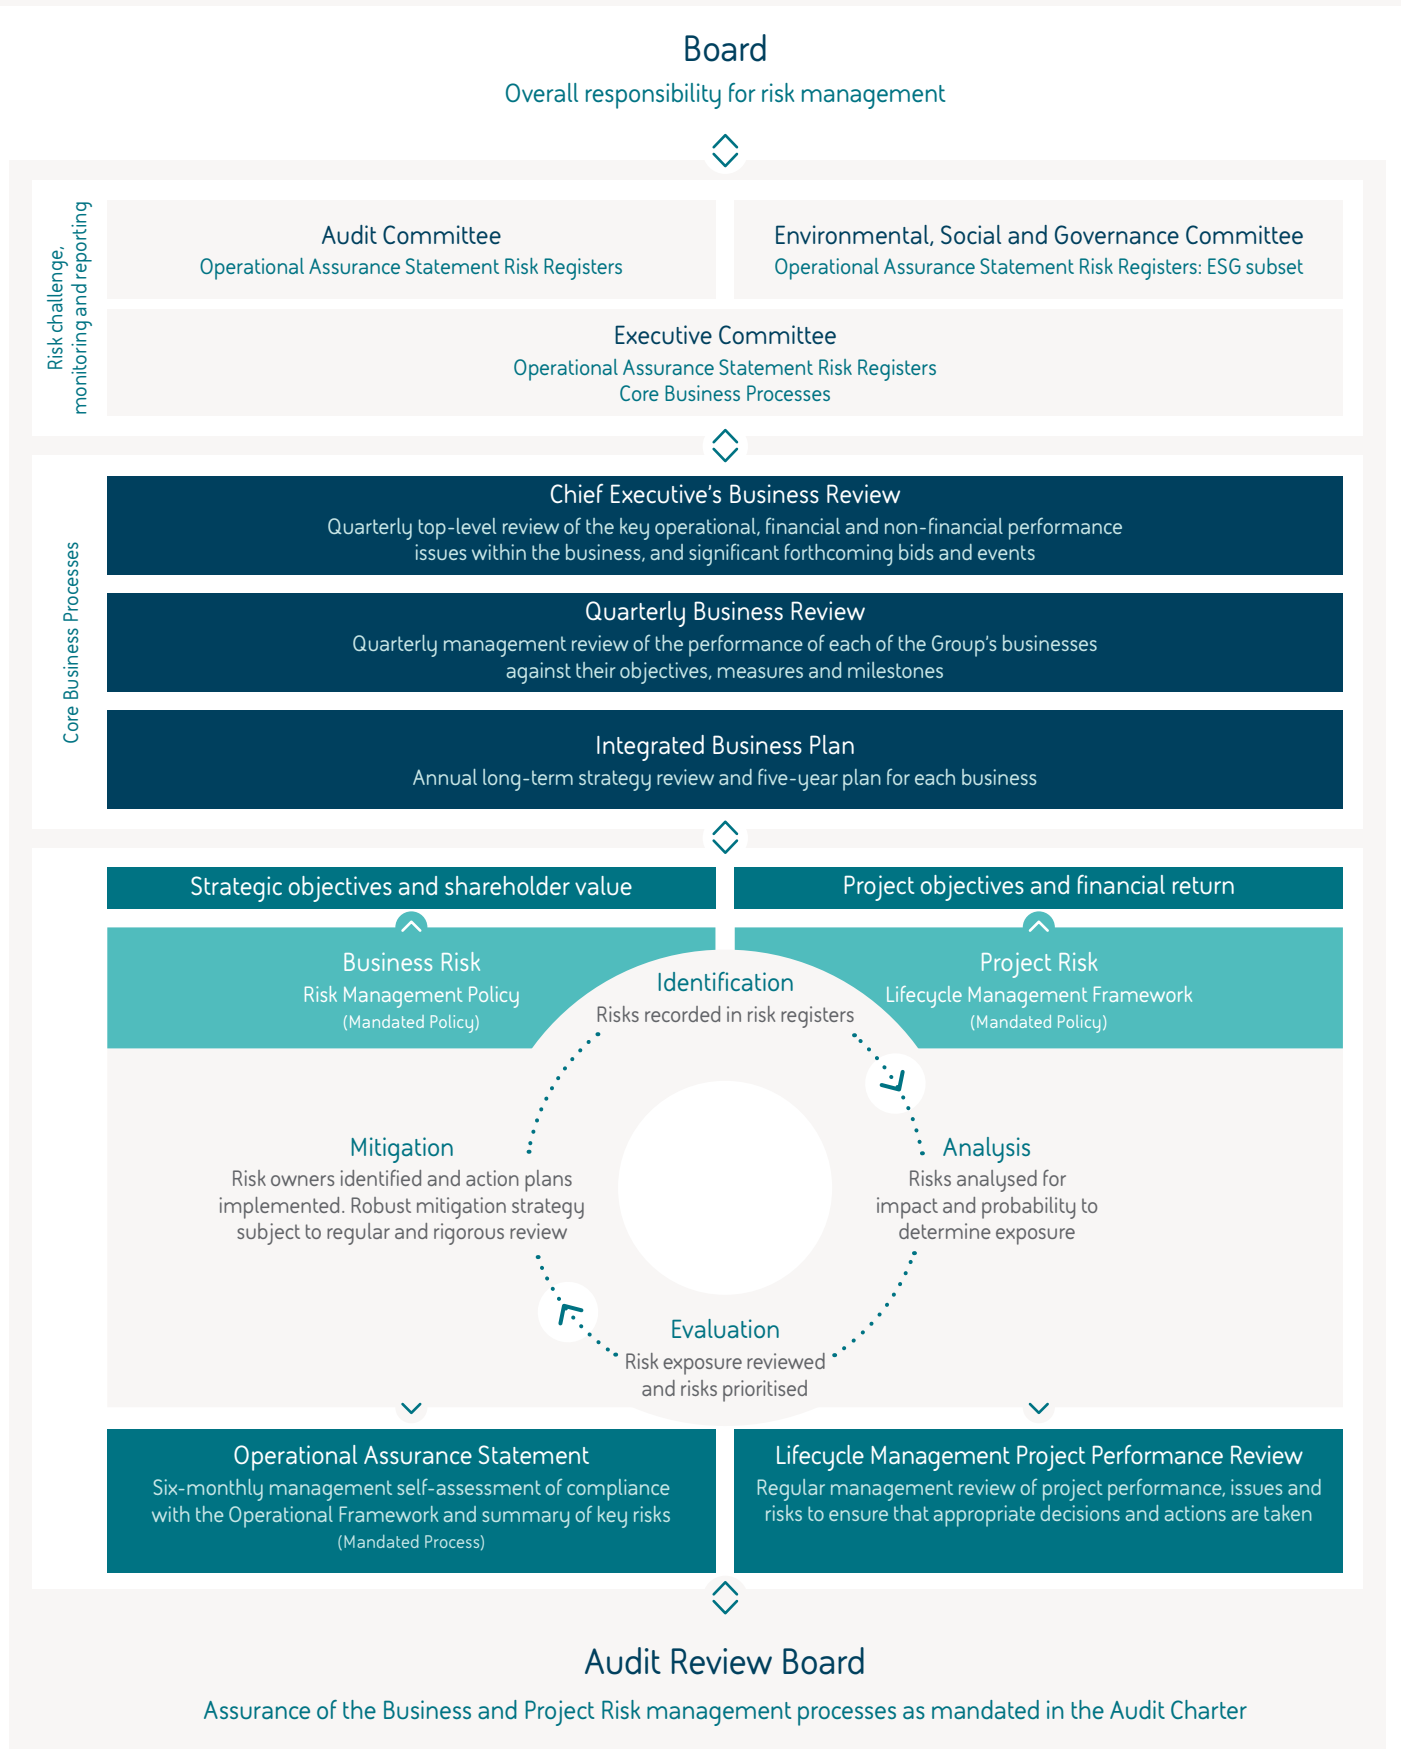 Board
Overall responsibility for risk management
Risk challenge,
monitoring and reporting
Audit Committee
Operational Assurance Statement Risk Registers
Environmental, Social and Governance Committee
Operational Assurance Statement Risk Registers: ESG subset
Executive Committee
Operational Assurance Statement Risk Registers
Core Business Processes
Core Business Processes
Chief Executive's Business Review
Quarterly top-level review of the key operational, financial and non-financial performance
issues within the business, and significant forthcoming bids and events
Quarterly Business Review
Quarterly management review of the performance of each of the Group's businesses
against their objectives, measures and milestones
Integrated Business Plan
Annual long-term strategy review and five-year plan for each business
Strategic objectives and shareholder value
Project objectives and financial return
Business Risk
Risk Management Policy
(Mandated Policy)
Project Risk
Lifecycle Management Framework
(Mandated Policy)
Identification
Risks recorded in risk registers
Analysis
Risks analysed for
impact and probability to
determine exposure
Evaluation
Risk exposure reviewed
and risks prioritised
Mitigation
Risk owners identified and action plans
implemented. Robust mitigation strategy
subject to regular and rigorous review
Operational Assurance Statement
Six-monthly management self-assessment of compliance
with the Operational Framework and summary of key risks
(Mandated Process)
Lifecycle Management Project Performance Review
Regular management review of project performance, issues and
risks to ensure that appropriate decisions and actions are taken
Audit Review Board
Assurance of the Business and Project Risk management processes as mandated in the Audit Charter